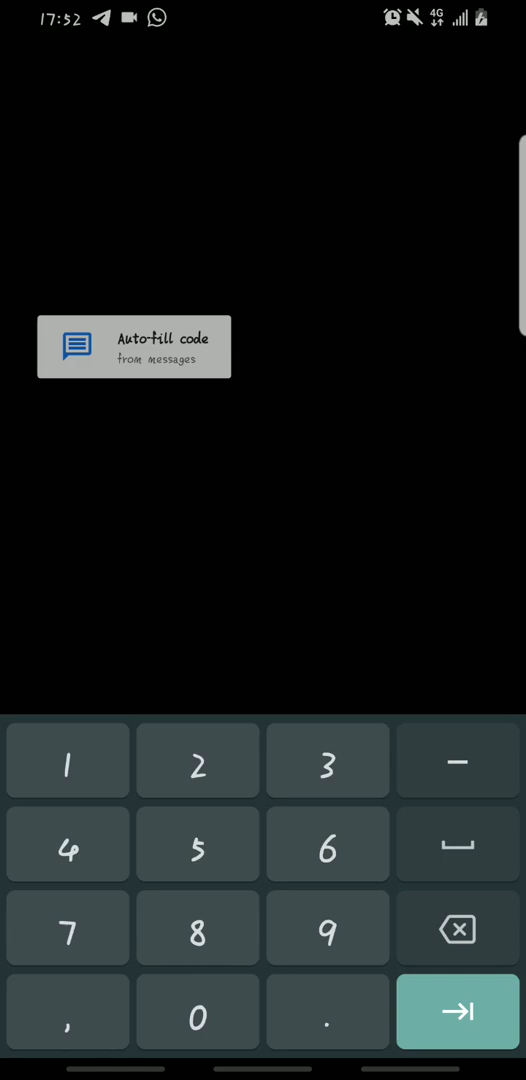 17:52
4G
Auto-fill code
from messages
1 2 3 -
4 5 6
7 8 9
, 0 .